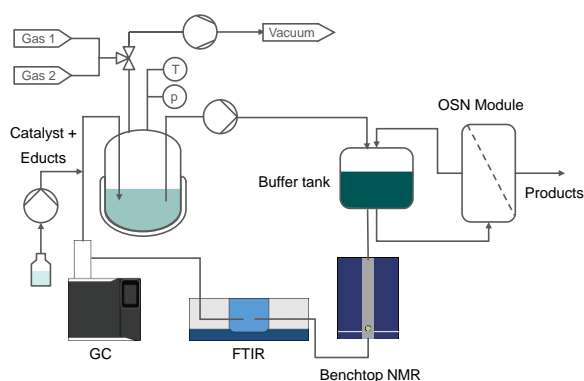 Gas 1
Vacuum
Gas 2
T
p
OSN Module
Catalyst +
Educts
Buffer tank
Products
GC
FTIR
Benchtop NMR